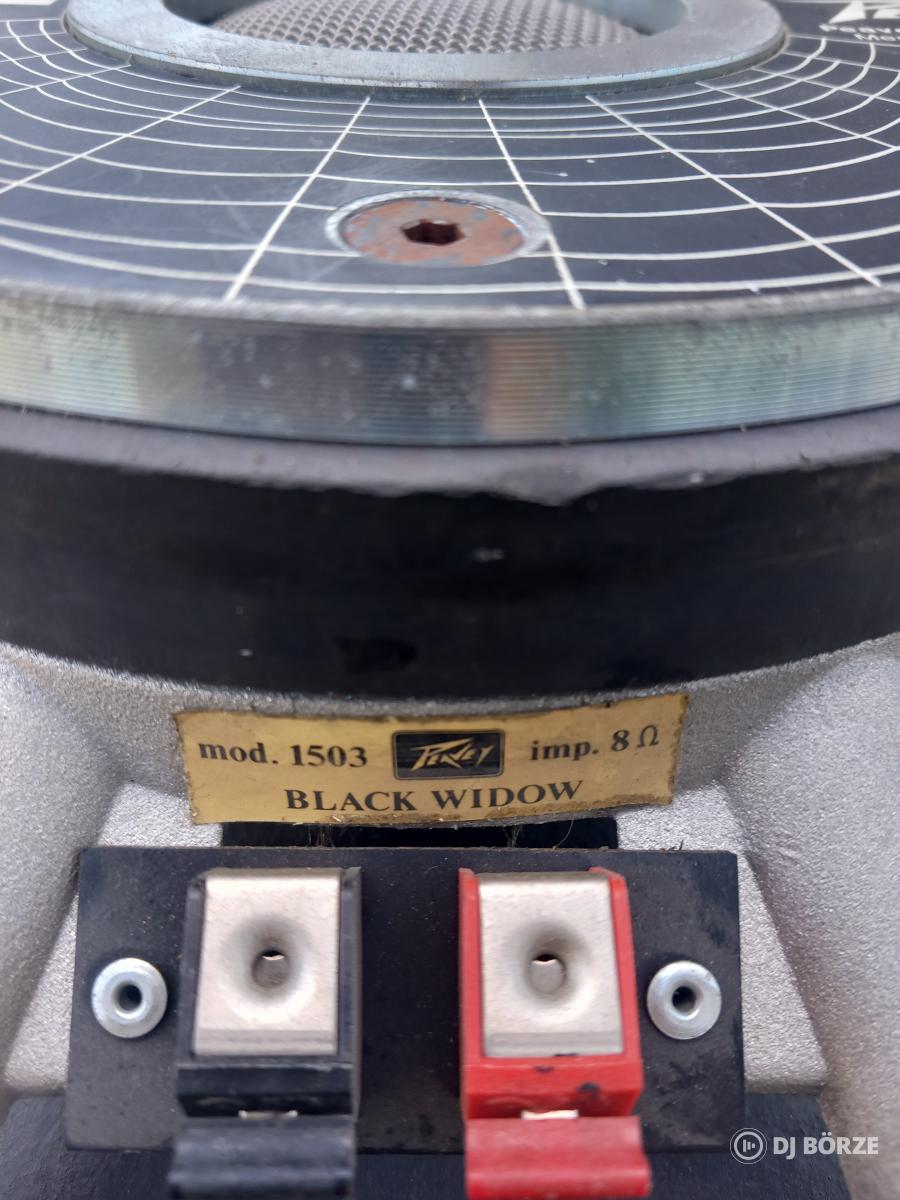 mod. 1503 PEAVEY imp. 8 Ω
BLACK WIDOW
DJ BÖRZE